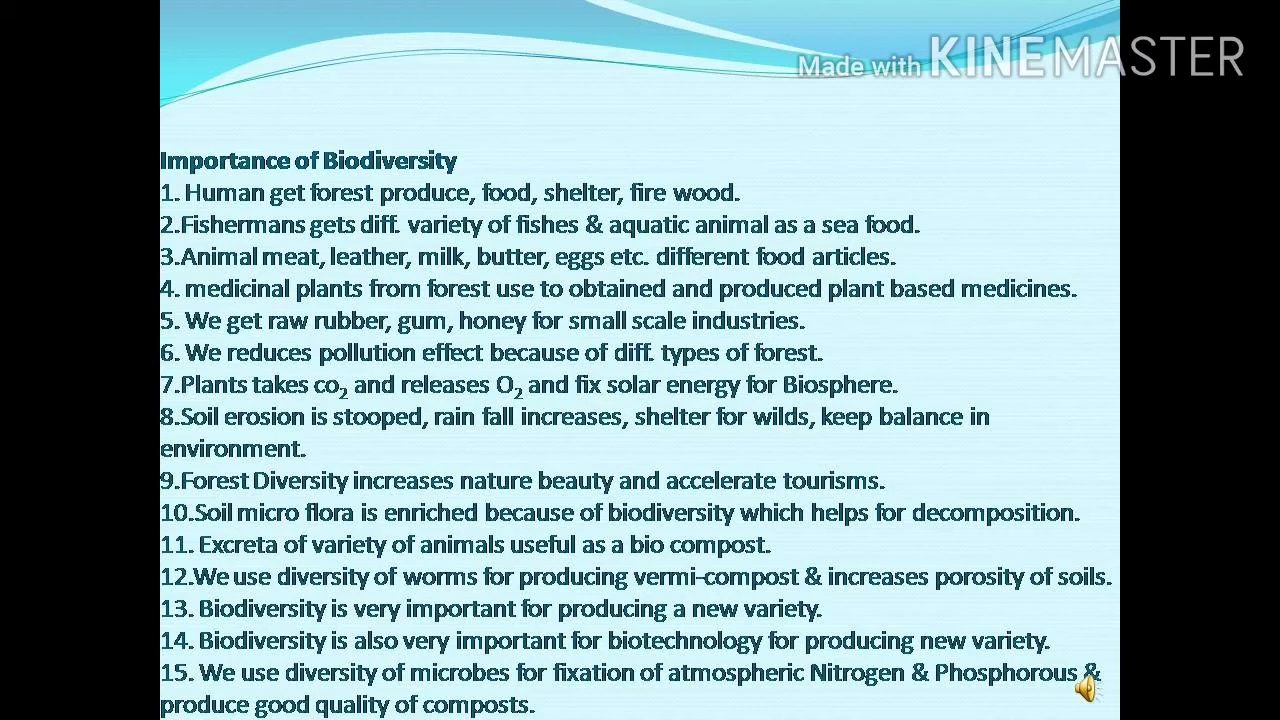 Made with KINEMASTER
Importance of Biodiversity
1. Human get forest produce, food, shelter, fire wood.
2.Fishermans gets diff. variety of fishes & aquatic animal as a sea food.
3.Animal meat, leather, milk, butter, eggs etc. different food articles.
4. medicinal plants from forest use to obtained and produced plant based medicines.
5. We get raw rubber, gum, honey for small scale industries.
6. We reduces pollution effect because of diff. types of forest.
7.Plants takes co₂ and releases O₂ and fix solar energy for Biosphere.
8.Soil erosion is stooped, rain fall increases, shelter for wilds, keep balance in
environment.
9.Forest Diversity increases nature beauty and accelerate tourisms.
10.Soil micro flora is enriched because of biodiversity which helps for decomposition.
11. Excreta of variety of animals useful as a bio compost.
12.We use diversity of worms for producing vermi-compost & increases porosity of soils.
13. Biodiversity is very important for producing a new variety.
14. Biodiversity is also very important for biotechnology for producing new variety.
15. We use diversity of microbes for fixation of atmospheric Nitrogen & Phosphorous &
produce good quality of composts.